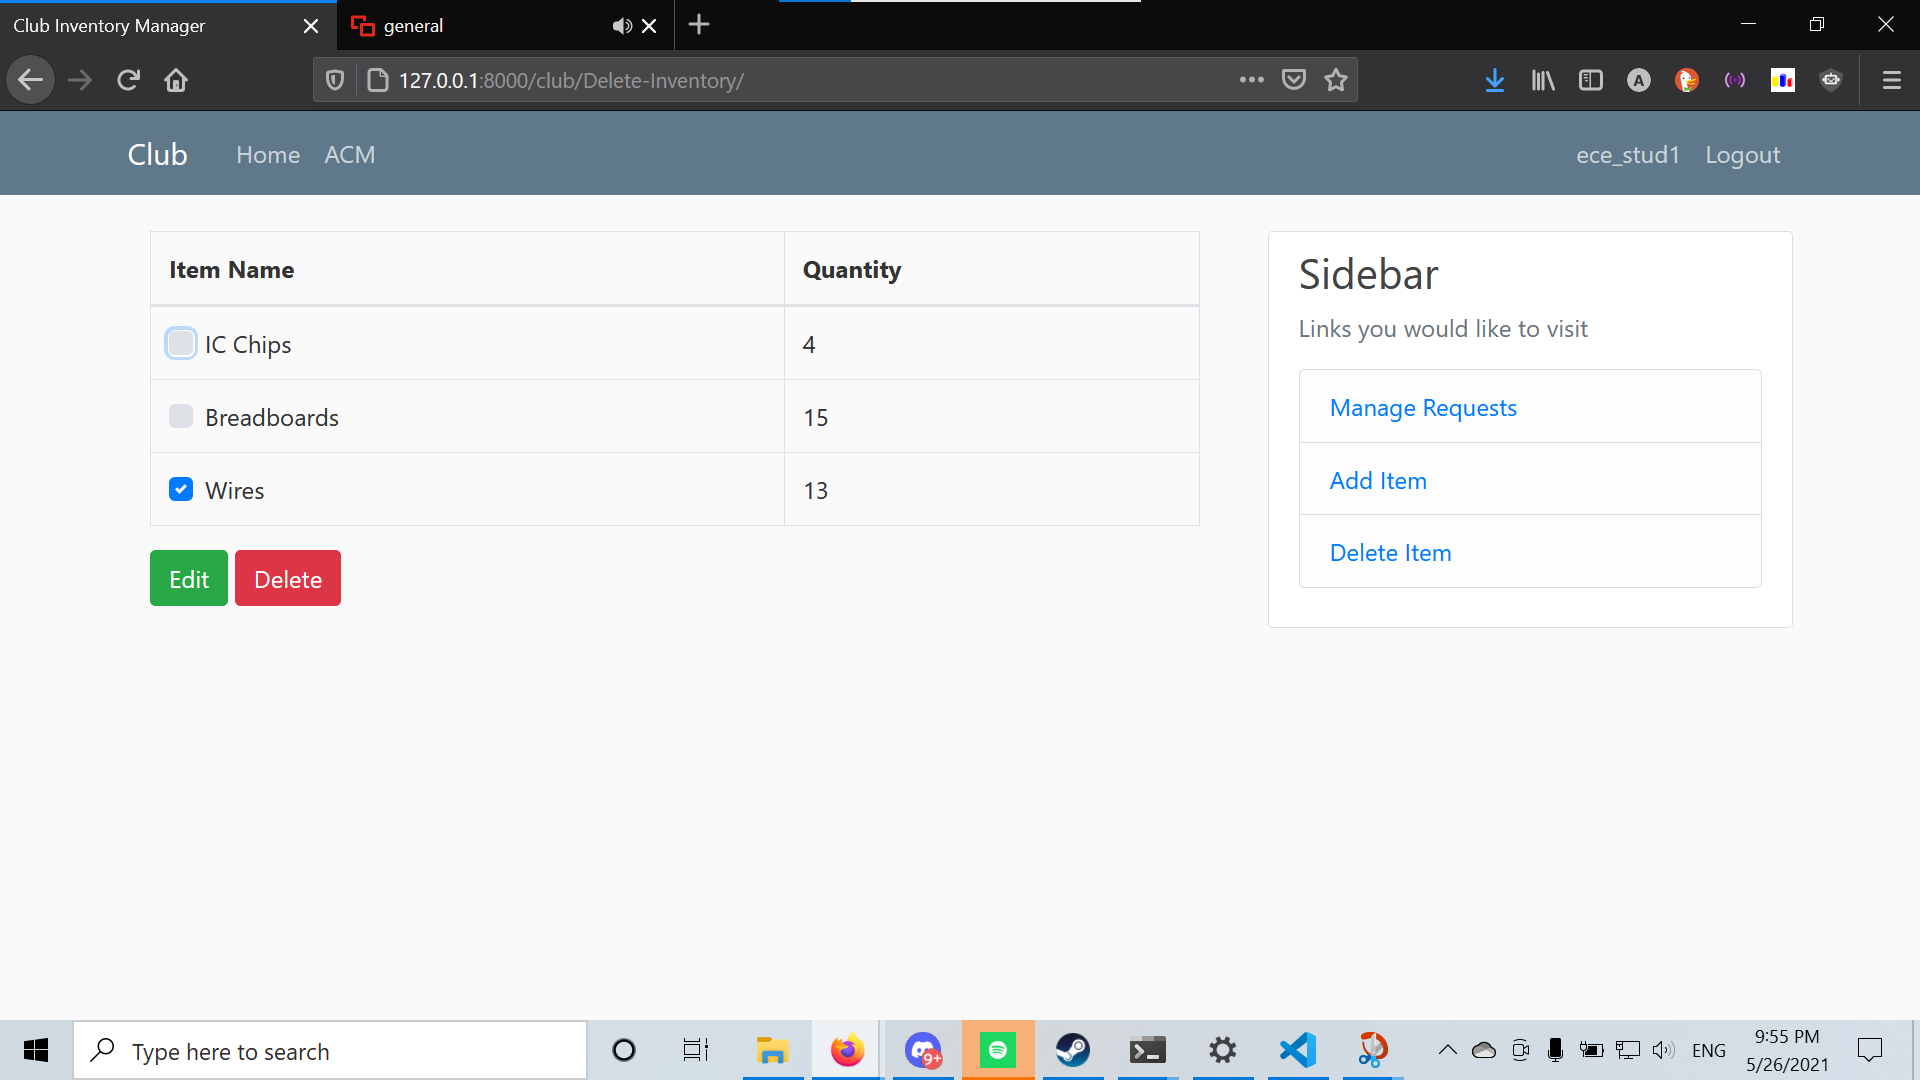 Club Inventory Manager
general
127.0.0.1:8000/club/Delete-Inventory/
Club Home ACM ece_stud1 Logout
Item Name Quantity
IC Chips 4
Breadboards 15
Wires 13
Edit Delete
Sidebar
Links you would like to visit
Manage Requests
Add Item
Delete Item
Type here to search
9+
ENG
9:55 PM
5/26/2021